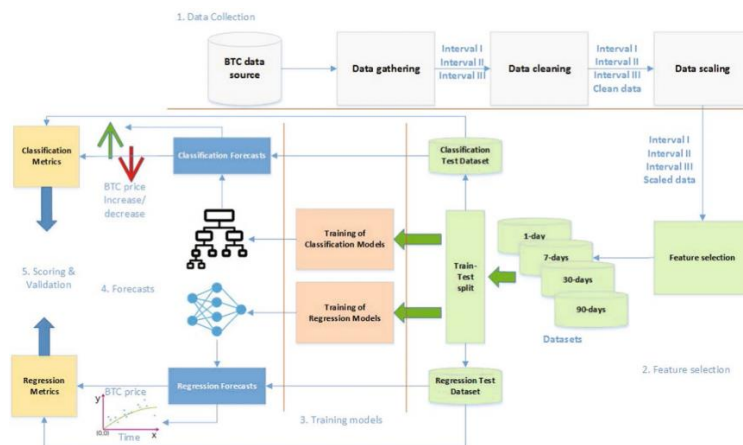 1. Data Collection
BTC data
source
Data gathering
Interval I
Interval II
Interval III
Data cleaning
Interval I
Interval II
Interval III
Clean data
Data scaling
Classification
Metrics
BTC price
Increase/
decrease
Classification Forecasts
Classification
Test Dataset
Interval I
Interval II
Interval III
Scaled data
Training of
Classification Models
Train-
Test
split
1-day
7-days
30-days
90-days
Datasets
Feature selection
5. Scoring &
Validation
4. Forecasts
Training of
Regression Models
2. Feature selection
Regression
Metrics
Regression Forecasts
Regression Test
Dataset
BTC price
y
(0,0)
Time
x
3. Training models